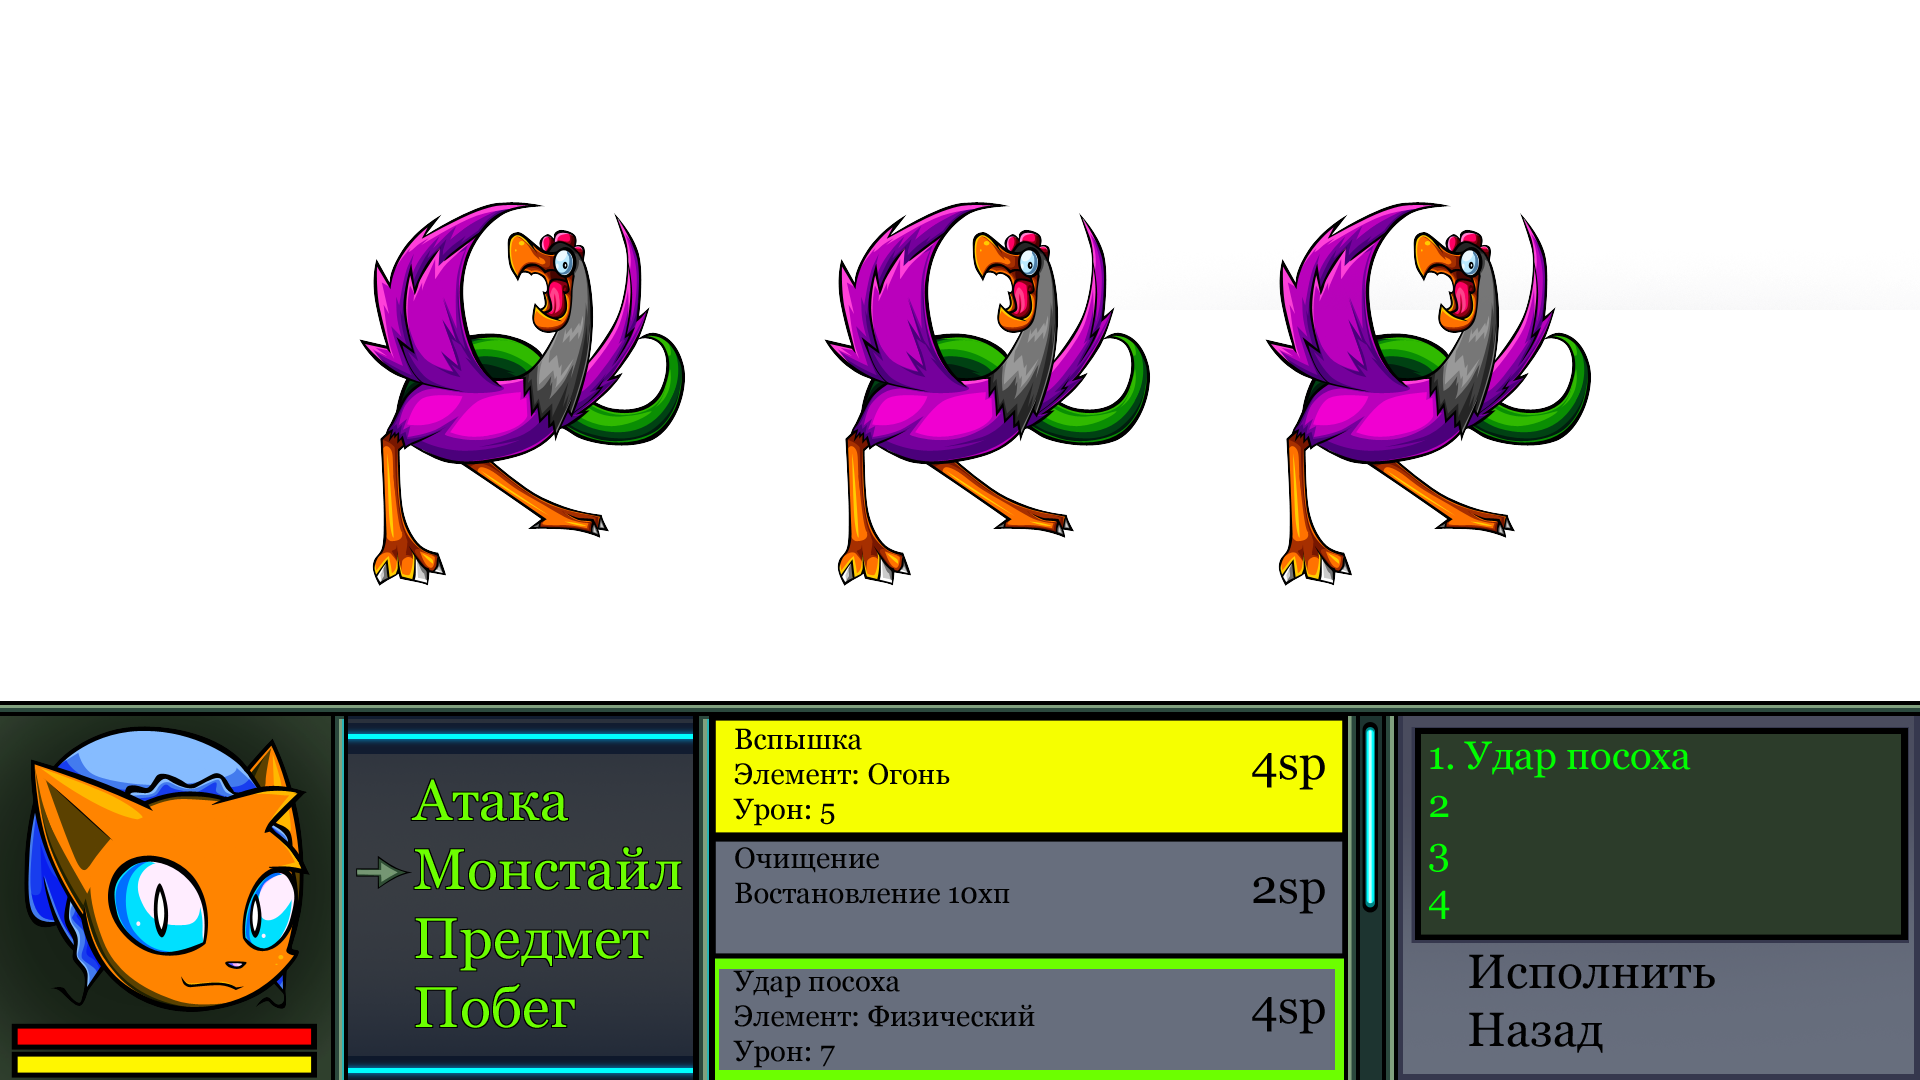 Атака
Монстайл
Предмет
Побег
Вспышка
Элемент: Огонь
Урон: 5
4sp
Очищение
Востановление 10хп
2sp
Удар посоха
Элемент: Физический
Урон: 7
4sp
1. Удар посоха
2
3
4
Исполнить
Назад